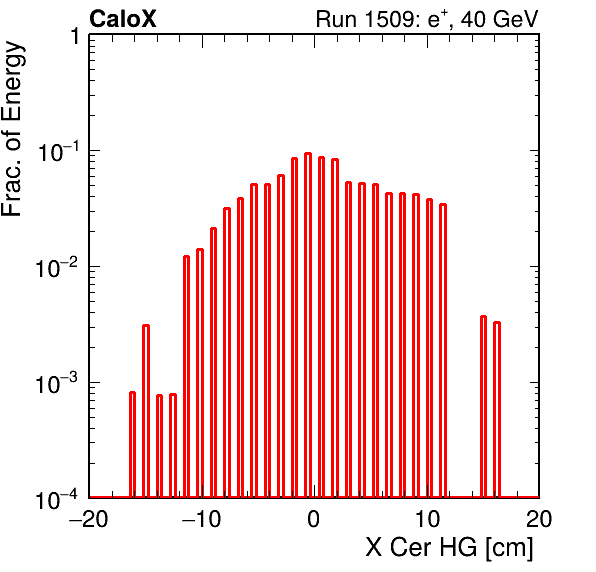 CaloX
Run 1509: e⁺, 40 GeV
Frac. of Energy
1
10⁻¹
10⁻²
10⁻³
10⁻⁴
−20
−10
0
10
20
X Cer HG [cm]